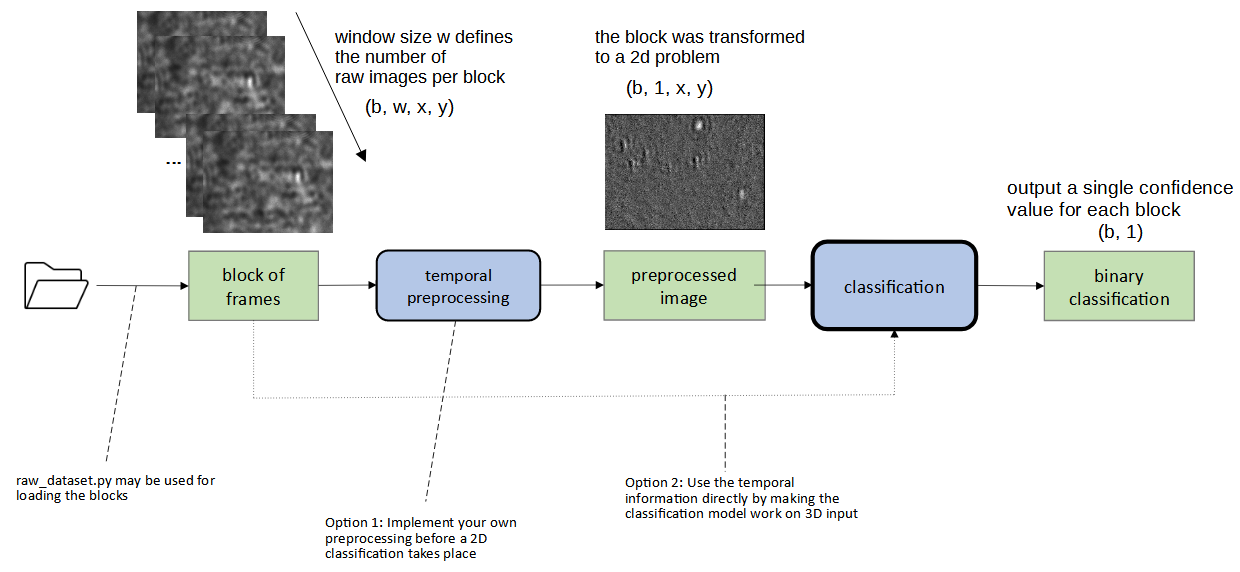 window size w defines
the number of
raw images per block
(b, w, x, y)
the block was transformed
to a 2d problem
(b, 1, x, y)
...
output a single confidence
value for each block
(b, 1)
block of
frames
temporal
preprocessing
preprocessed
image
classification
binary
classification
raw_dataset.py may be used for
loading the blocks
Option 1: Implement your own
preprocessing before a 2D
classification takes place
Option 2: Use the temporal
information directly by making the
classification model work on 3D input